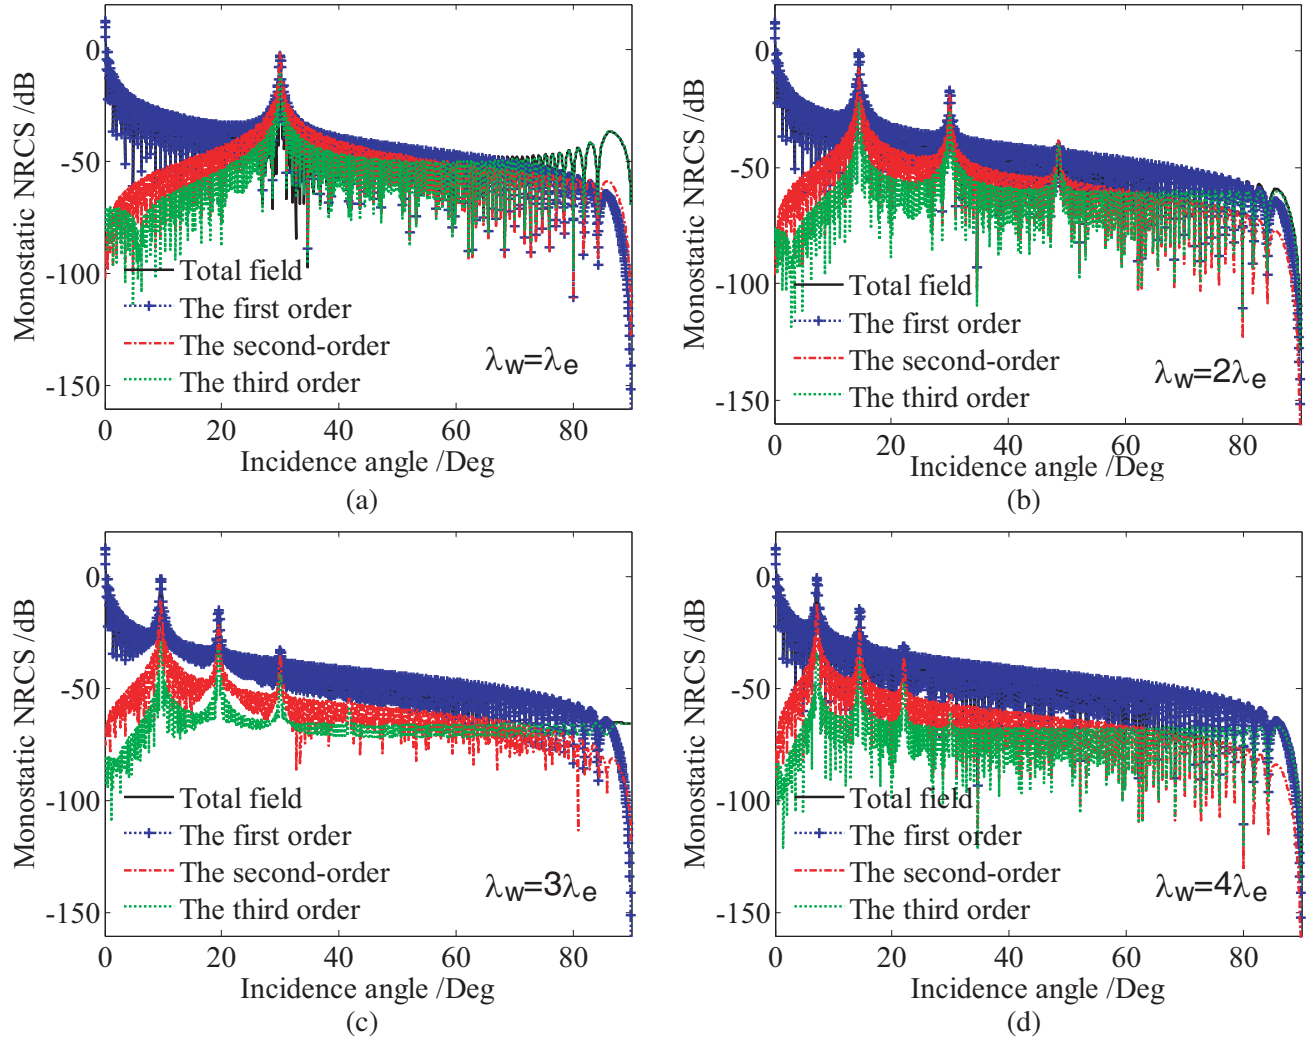 Monostatic NRCS /dB
0
-50
-100
-150
Total field
The first order
The second-order
The third order
λw=λe
0 20 40 60 80
Incidence angle /Deg
(a)
Monostatic NRCS /dB
0
-50
-100
-150
Total field
The first order
The second-order
The third order
λw=2λe
0 20 40 60 80
Incidence angle /Deg
(b)
Monostatic NRCS /dB
0
-50
-100
-150
Total field
The first order
The second-order
The third order
λw=3λe
0 20 40 60 80
Incidence angle /Deg
(c)
Monostatic NRCS /dB
0
-50
-100
-150
Total field
The first order
The second-order
The third order
λw=4λe
0 20 40 60 80
Incidence angle /Deg
(d)